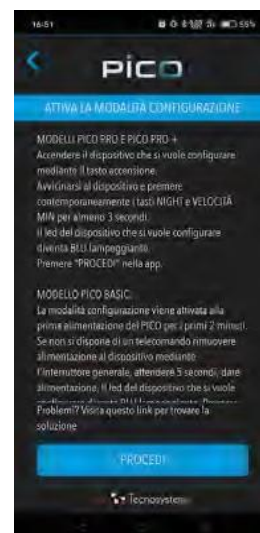 16:51
55%
PICO
ATTIVA LA MODALITÀ CONFIGURAZIONE
MODELLI PICO PRO E PICO PRO +
Accendere il dispositivo che si vuole configurare
mediante il tasto accensione.
Avvicinarsi al dispositivo e premere
contemporaneamente i tasti NIGHT e VELOCITÀ
MIN per almeno 3 secondi.
Il led del dispositivo che si vuole configurare
diventa BLU lampeggiante.
Premere "PROCEDI" nella app.
MODELLO PICO BASIC:
La modalità configurazione viene attivata alla
prima alimentazione del PICO per i primi 2 minuti.
Se non si dispone di un telecomando rimuovere
alimentazione al dispositivo mediante
l'interruttore generale, attendere 5 secondi, dare
alimentazione. Il led del dispositivo che si vuole
Problemi? Visita questo link per trovare la
soluzione
PROCEDI
Tecnosystemi